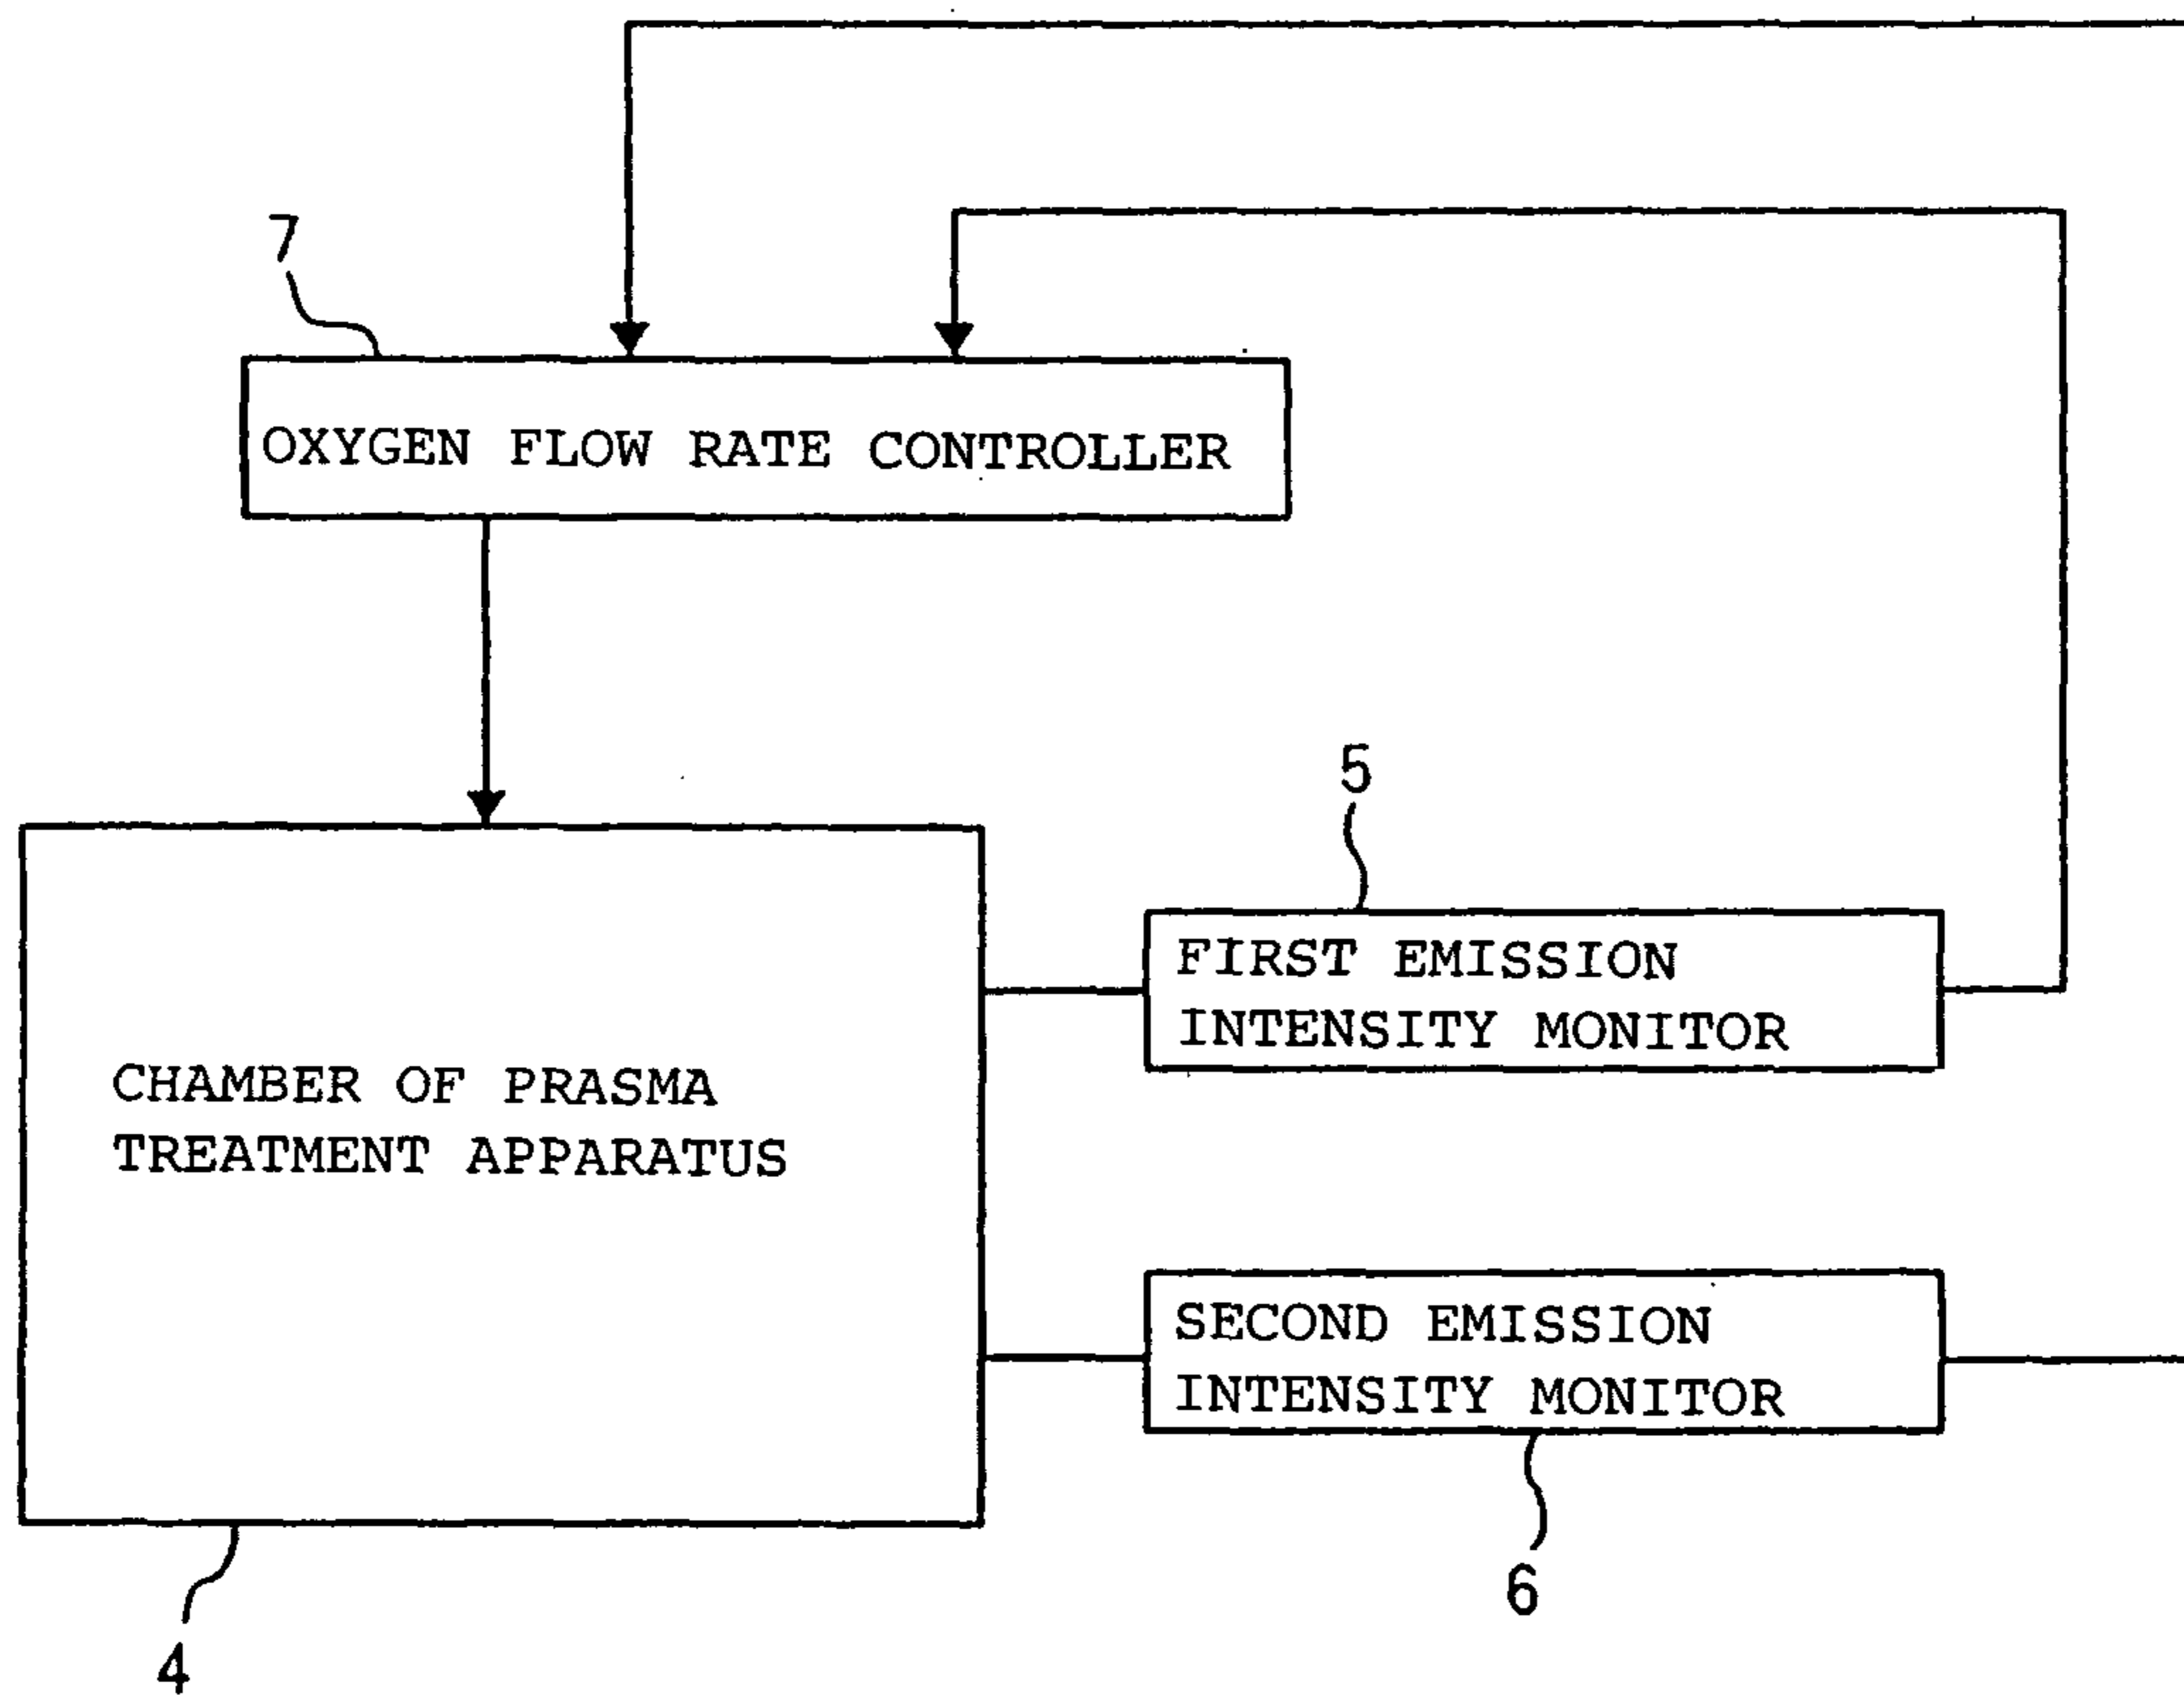 7
OXYGEN FLOW RATE CONTROLLER
5
FIRST EMISSION
INTENSITY MONITOR
CHAMBER OF PRASMA
TREATMENT APPARATUS
SECOND EMISSION
INTENSITY MONITOR
6
4